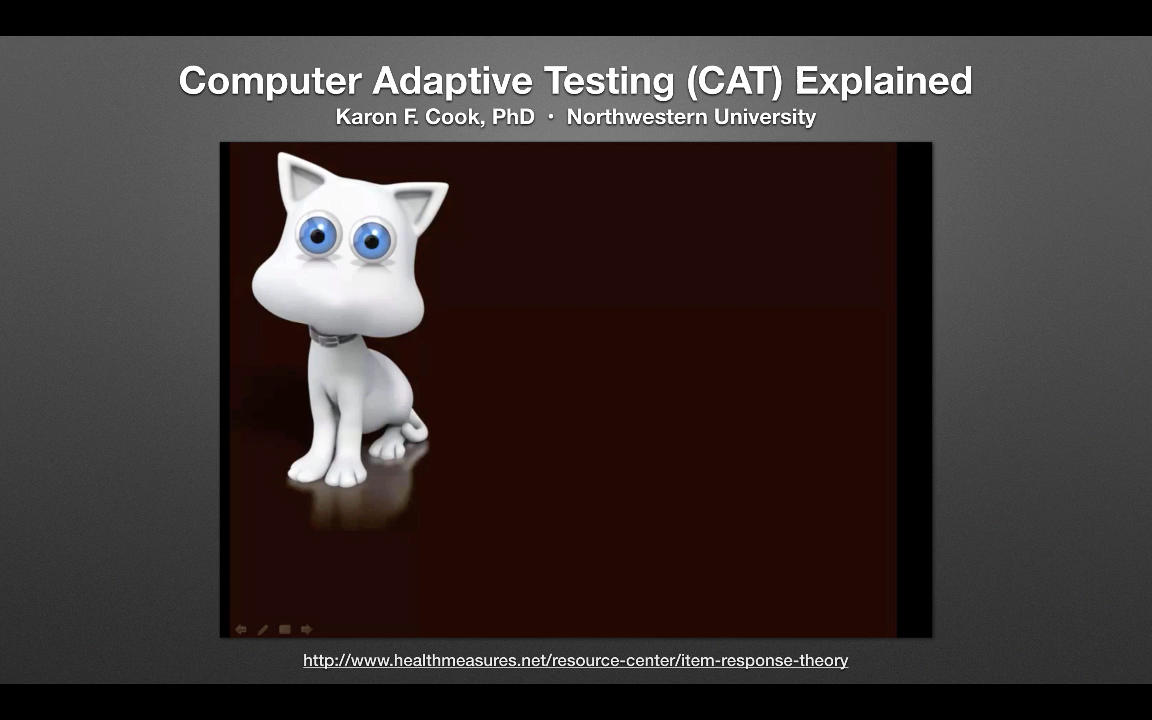 Computer Adaptive Testing (CAT) Explained
Karon F. Cook, PhD · Northwestern University
http://www.healthmeasures.net/resource-center/item-response-theory